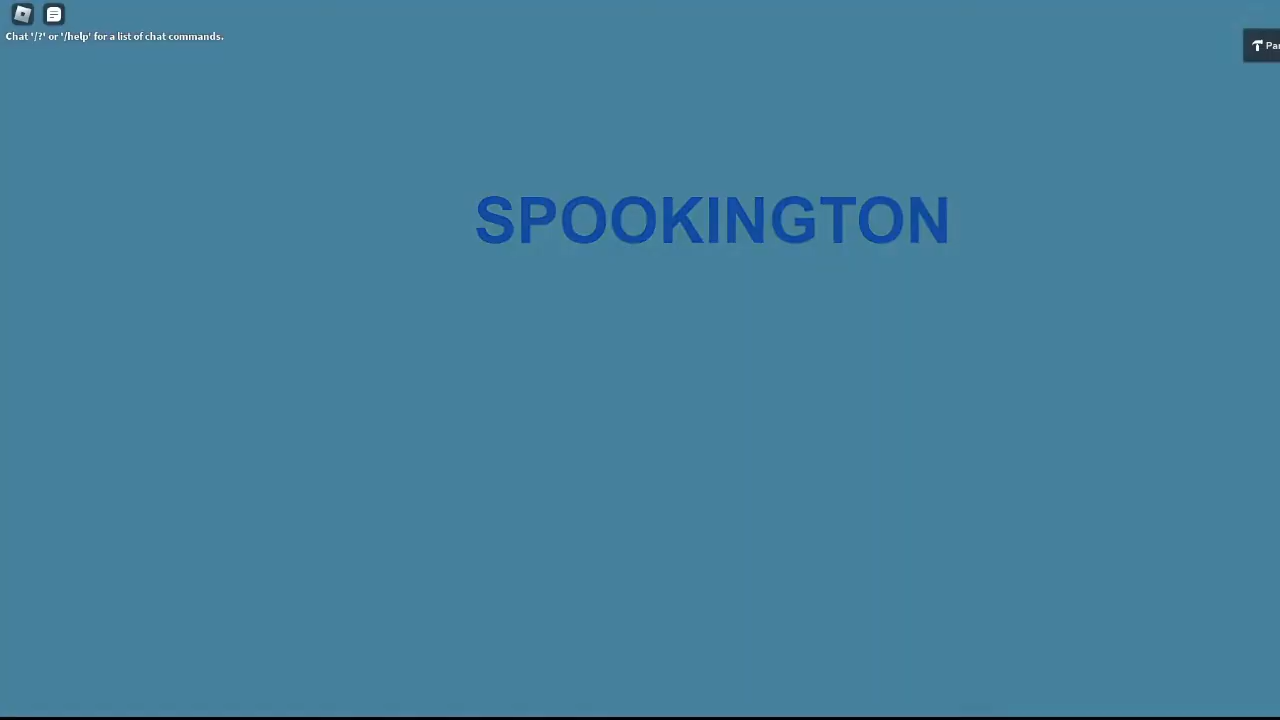 Chat '/?' or '/help' for a list of chat commands.
SPOOKINGTON